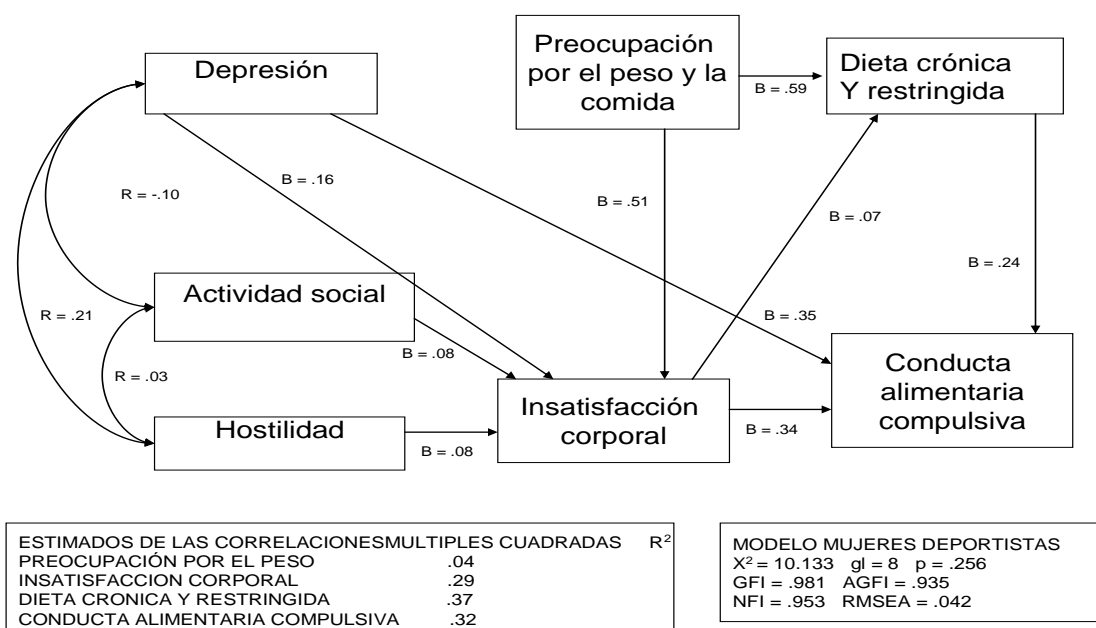 Depresión
Preocupación
por el peso y la
comida
B = .59
Dieta crónica
Y restringida
R = -.10
B = .16
B = .51
B = .07
B = .24
Actividad social
R = .21
B = .08
B = .35
R = .03
Insatisfacción
corporal
Conducta
alimentaria
compulsiva
Hostilidad
B = .08
B = .34
ESTIMADOS DE LAS CORRELACIONESMULTIPLES CUADRADAS R²
PREOCUPACIÓN POR EL PESO .04
INSATISFACCION CORPORAL .29
DIETA CRONICA Y RESTRINGIDA .37
CONDUCTA ALIMENTARIA COMPULSIVA .32
MODELO MUJERES DEPORTISTAS
X² = 10.133 gl = 8 p = .256
GFI = .981 AGFI = .935
NFI = .953 RMSEA = .042